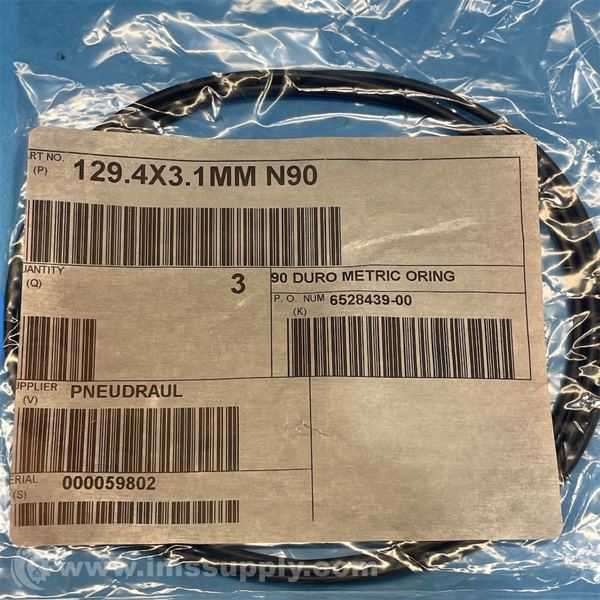 ART NO.
(P)
129.4X3.1MM N90
UANTITY
(Q)
3
90 DURO METRIC ORING
P. O. NUM 6528439-00
(K)
UPPLIER
(V)
PNEUDRAUL
ERIAL
(S)
000059802
www.imssupply.com